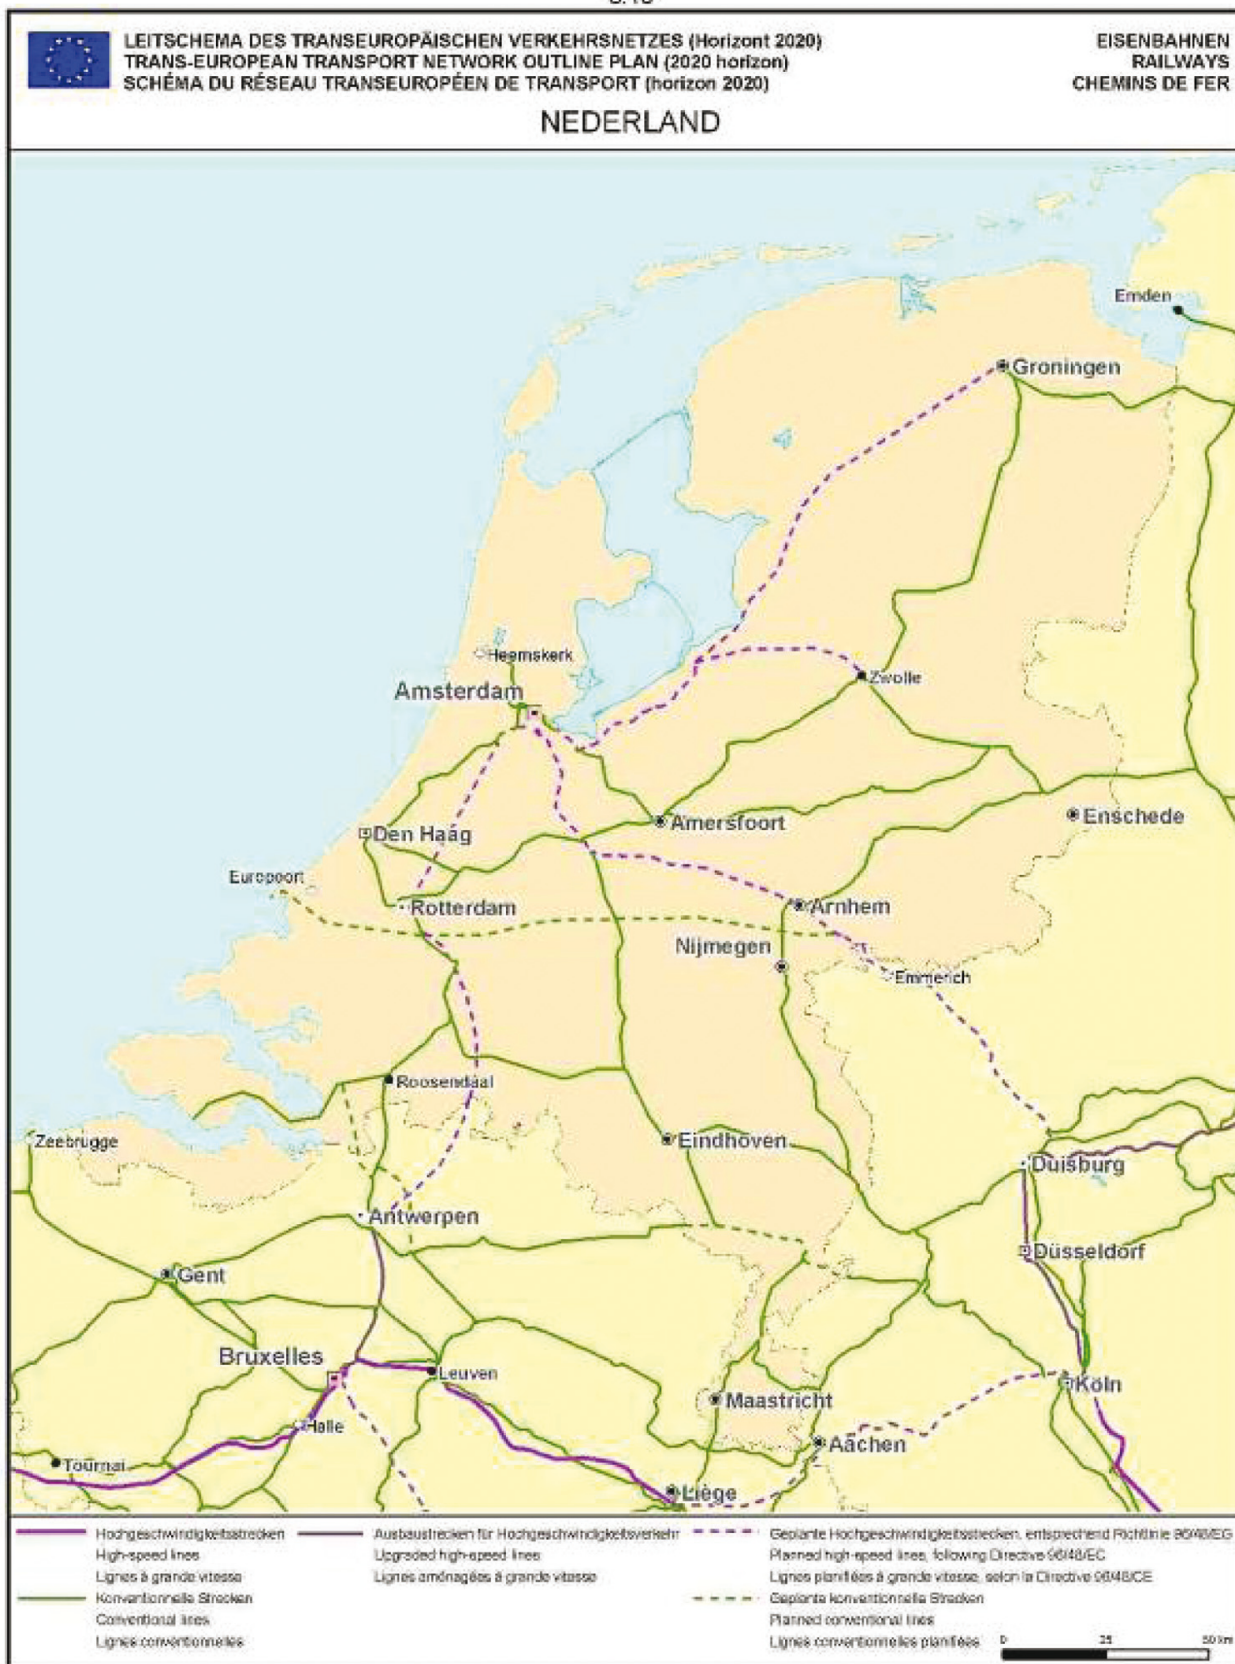 LEITSCHEMA DES TRANSEUROPÄISCHEN VERKEHRSNETZES (Horizont 2020)
TRANS-EUROPEAN TRANSPORT NETWORK OUTLINE PLAN (2020 horizon)
SCHÉMA DU RÉSEAU TRANSEUROPÉEN DE TRANSPORT (horizon 2020)
EISENBAHNEN
RAILWAYS
CHEMINS DE FER
NEDERLAND
Emden
Groningen
Heemskerk
Zwolle
Amsterdam
Enschede
Amersfoort
Den Haag
Europoort
Rotterdam
Arnhem
Nijmegen
Emmerich
Roosendaal
Zeebrugge
Eindhoven
Duisburg
Antwerpen
Düsseldorf
Gent
Bruxelles
Leuven
Köln
Maastricht
Halle
Aachen
Tournai
Liège
Hochgeschwindigkeitsstrecken
High-speed lines
Lignes à grande vitesse
Konventionelle Strecken
Conventional lines
Lignes conventionnelles
Ausbaustrecken für Hochgeschwindigkeitsverkehr
Upgraded high-speed lines
Lignes aménagées à grande vitesse
Geplante Hochgeschwindigkeitsstrecken, entsprechend Richtlinie 96/48/EG
Planned high-speed lines, following Directive 96/48/EC
Lignes planifiées à grande vitesse, selon la Directive 96/48/CE
Geplante konventionelle Strecken
Planned conventional lines
Lignes conventionnelles planifiées
0 25 50 km